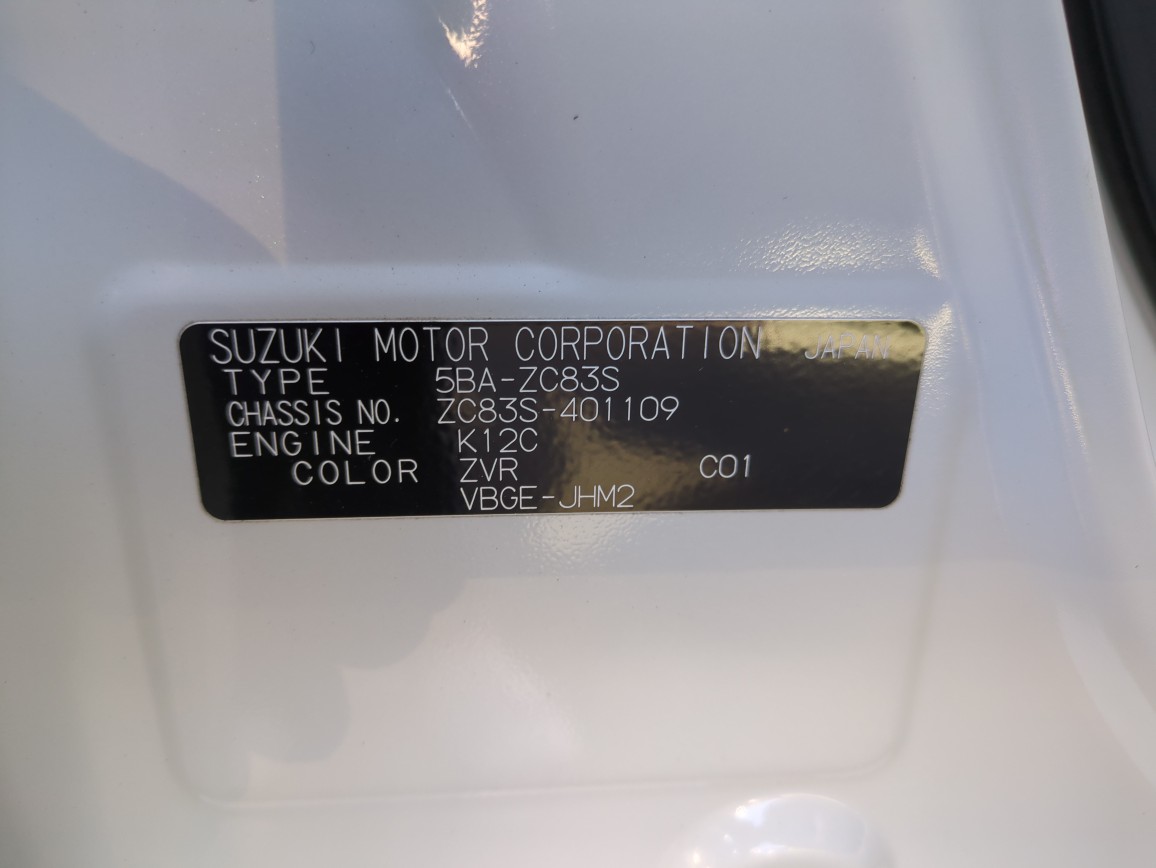 SUZUKI MOTOR CORPORATION JAPAN
TYPE 5BA-ZC83S
CHASSIS NO. ZC83S-401109
ENGINE K12C
COLOR ZVR C01
VBGE-JHM2